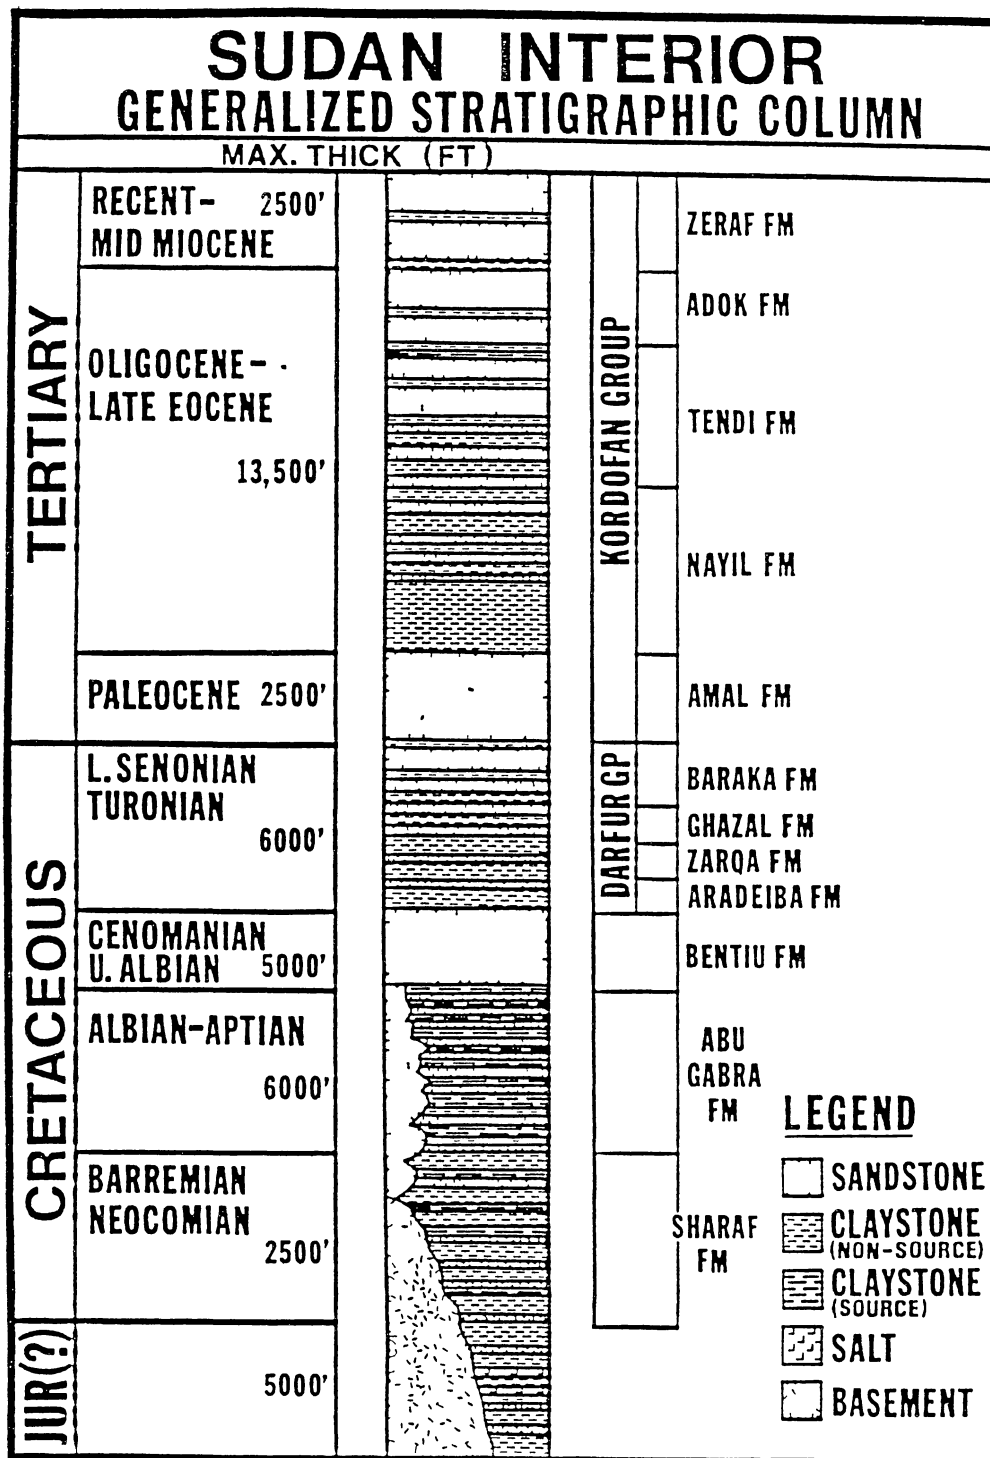 SUDAN INTERIOR
GENERALIZED STRATIGRAPHIC COLUMN
MAX. THICK (FT)
TERTIARY
RECENT- 2500'
MID MIOCENE
OLIGOCENE-
LATE EOCENE
13,500'
PALEOCENE 2500'
CRETACEOUS
L. SENONIAN
TURONIAN
6000'
CENOMANIAN
U. ALBIAN 5000'
ALBIAN-APTIAN
6000'
BARREMIAN
NEOCOMIAN
2500'
JUR(?)
5000'
KORDOFAN GROUP
ZERAF FM
ADOK FM
TENDI FM
NAYIL FM
AMAL FM
DARFUR GP
BARAKA FM
GHAZAL FM
ZARQA FM
ARADEIBA FM
BENTIU FM
ABU
GABRA
FM
SHARAF
FM
LEGEND
SANDSTONE
CLAYSTONE
(NON-SOURCE)
CLAYSTONE
(SOURCE)
SALT
BASEMENT